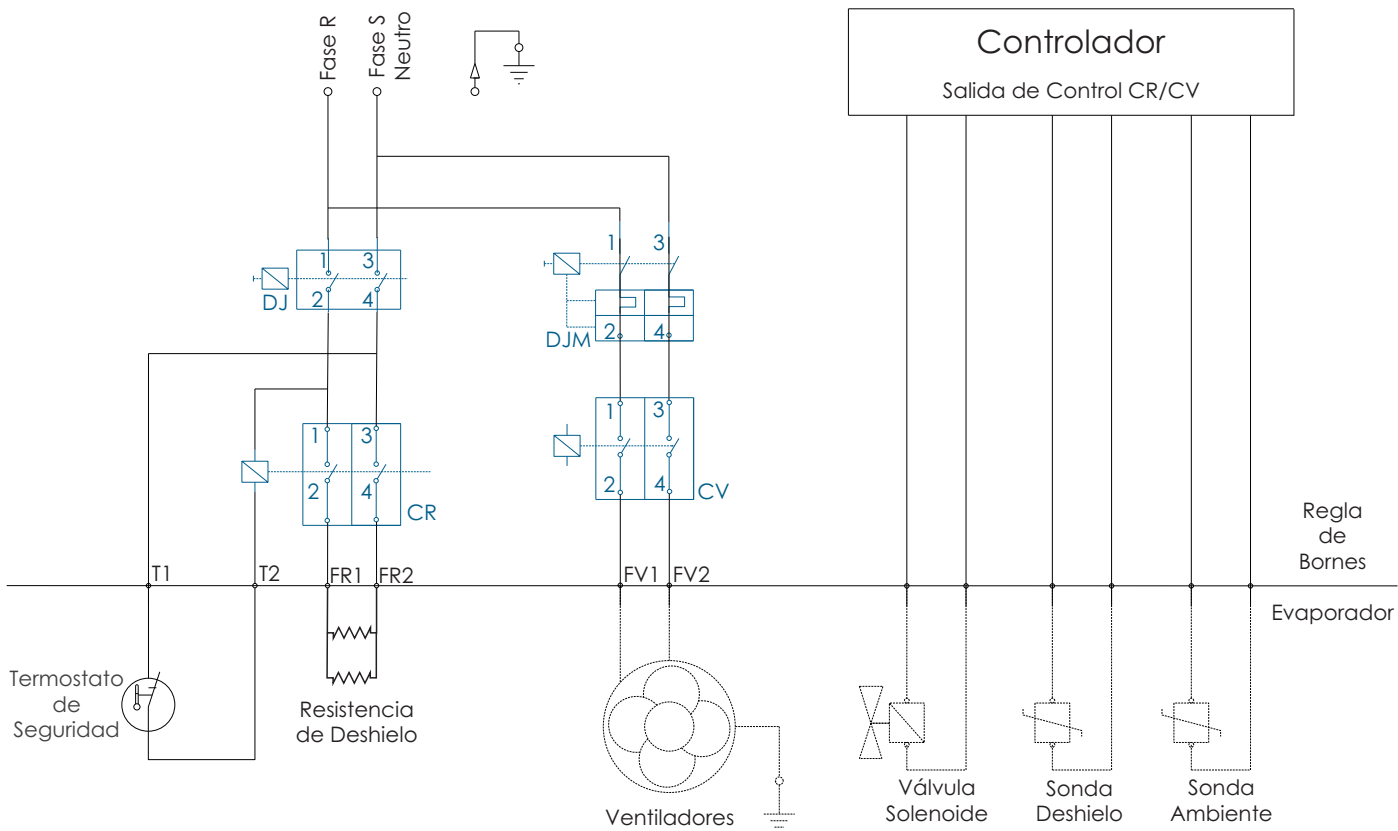 Fase R
Fase S
Neutro
Controlador
Salida de Control CR/CV
1
3
DJ
2
4
1
3
DJM
2
4
1
3
2
4
CR
1
3
2
4
CV
Regla
de
Bornes
T1
T2
FR1
FR2
FV1
FV2
Evaporador
Termostato
de
Seguridad
Resistencia
de Deshielo
Ventiladores
Válvula
Solenoide
Sonda
Deshielo
Sonda
Ambiente